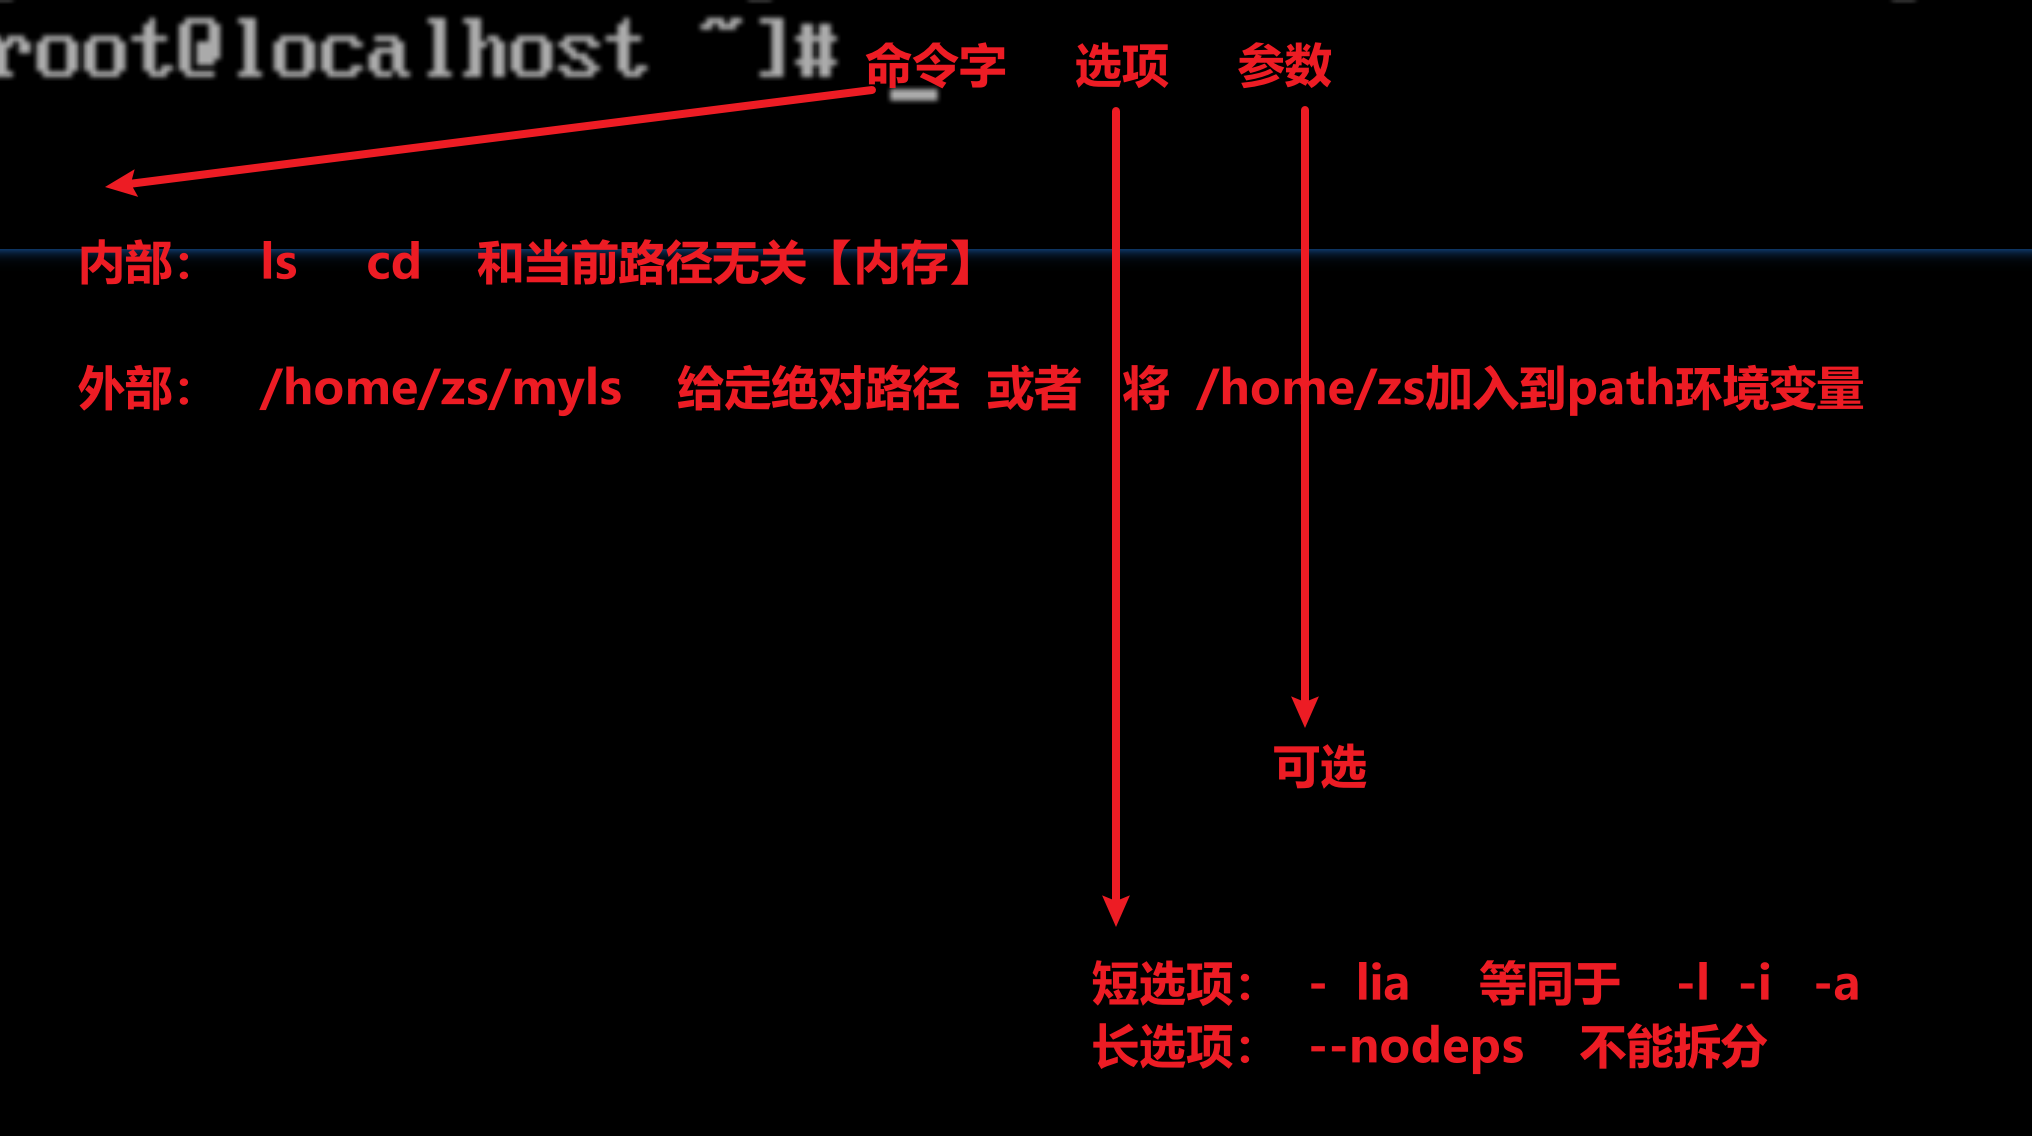 root@localhost ~]# 命令字 选项 参数
内部： ls cd 和当前路径无关【内存】
外部： /home/zs/myls 给定绝对路径 或者 将 /home/zs加入到path环境变量
可选
短选项： - lia 等同于 -l -i -a
长选项： --nodeps 不能拆分